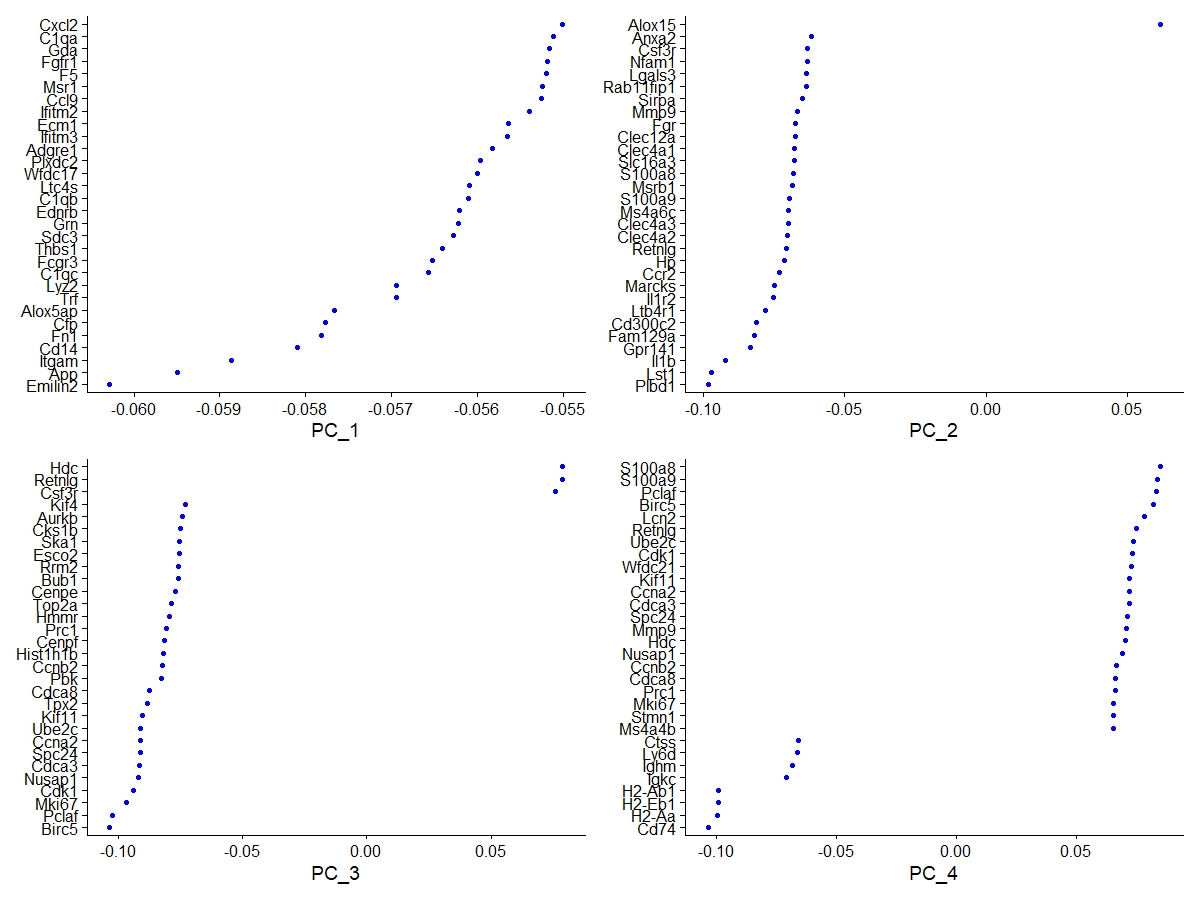 Cxcl2
C1qa
Gda
Fgfr1
F5
Msr1
Ccl9
Ifitm2
Ecm1
Ifitm3
Adgre1
Plxdc2
Wfdc17
Ltc4s
C1qb
Ednrb
Grn
Sdc3
Thbs1
Fcgr3
C1qc
Lyz2
Trf
Alox5ap
Cfp
Fn1
Cd14
Itgam
App
Emilin2
-0.060 -0.059 -0.058 -0.057 -0.056 -0.055
PC_1
Alox15
Anxa2
Csf3r
Nfam1
Lgals3
Rab11fip1
Sirpa
Mmp9
Fgr
Clec12a
Clec4a1
Slc16a3
S100a8
Msrb1
S100a9
Ms4a6c
Clec4a3
Clec4a2
Retnlg
Hp
Ccr2
Marcks
Il1r2
Ltb4r1
Cd300c2
Fam129a
Gpr141
Il1b
Lst1
Plbd1
-0.10 -0.05 0.00 0.05
PC_2
Hdc
Retnlg
Csf3r
Kif4
Aurkb
Cks1b
Ska1
Esco2
Rrm2
Bub1
Cenpe
Top2a
Hmmr
Prc1
Cenpf
Hist1h1b
Ccnb2
Pbk
Cdca8
Tpx2
Kif11
Ube2c
Ccna2
Spc24
Cdca3
Nusap1
Cdk1
Mki67
Pclaf
Birc5
-0.10 -0.05 0.00 0.05
PC_3
S100a8
S100a9
Pclaf
Birc5
Lcn2
Retnlg
Ube2c
Cdk1
Wfdc21
Kif11
Ccna2
Cdca3
Spc24
Mmp9
Hdc
Nusap1
Ccnb2
Cdca8
Prc1
Mki67
Stmn1
Ms4a4b
Ctss
Ly6d
Ighm
Igkc
H2-Ab1
H2-Eb1
H2-Aa
Cd74
-0.10 -0.05 0.00 0.05
PC_4